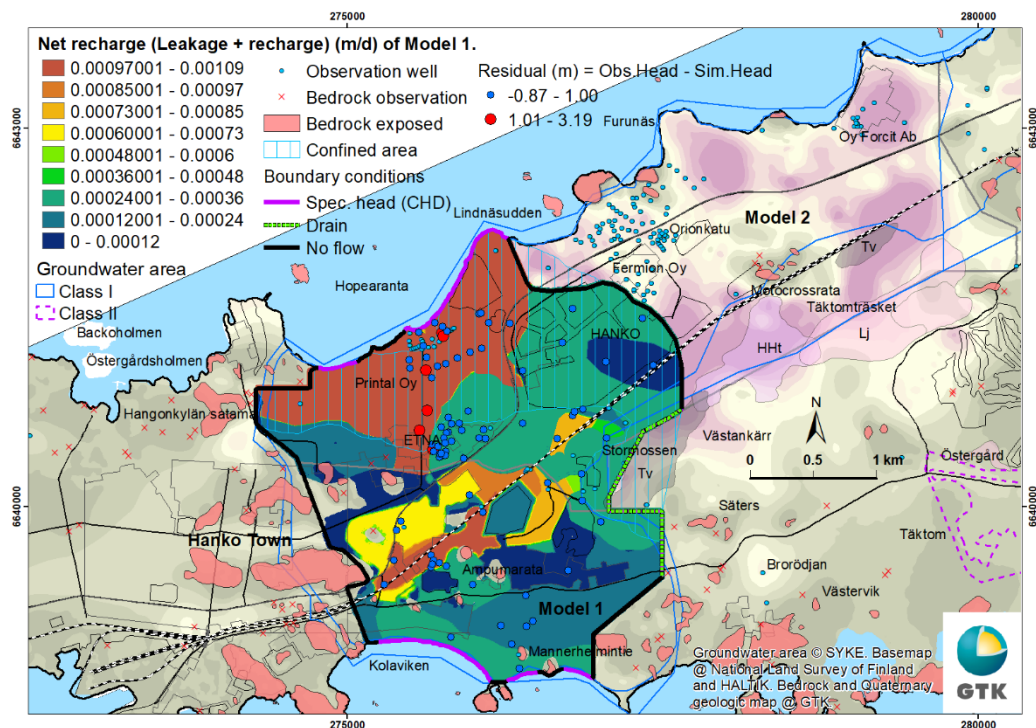 275000
280000
Net recharge (Leakage + recharge) (m/d) of Model 1.
0.00097001 - 0.00109
0.00085001 - 0.00097
0.00073001 - 0.00085
0.00060001 - 0.00073
0.00048001 - 0.0006
0.00036001 - 0.00048
0.00024001 - 0.00036
0.00012001 - 0.00024
0 - 0.00012
Groundwater area
Class I
Class II
Observation well
Bedrock observation
Bedrock exposed
Confined area
Boundary conditions
Spec. head (CHD)
Drain
No flow
Residual (m) = Obs.Head - Sim.Head
-0.87 - 1.00
1.01 - 3.19
Furunäs
6643000
6643000
Oy Forcit Ab
Lindnäsudden
Model 2
Orionkatu
Tv
Fermion Oy
Hopearanta
Motocrossrata
Täktomträsket
Backoholmen
HANKO
Lj
Östergårdsholmen
HHt
Printal Oy
Hangonkylän satama
N
ETNA
Västankärr
0 0.5 1 km
Stormossen
Östergård
Tv
6640000
6640000
Säters
Hanko Town
Täktom
Ampumarata
Brorödjan
Västervik
Model 1
Mannerheimintie
Kolaviken
Groundwater area © SYKE. Basemap
@ National Land Survey of Finland
and HALTIK. Bedrock and Quaternary
geologic map @ GTK.
GTK
275000
280000